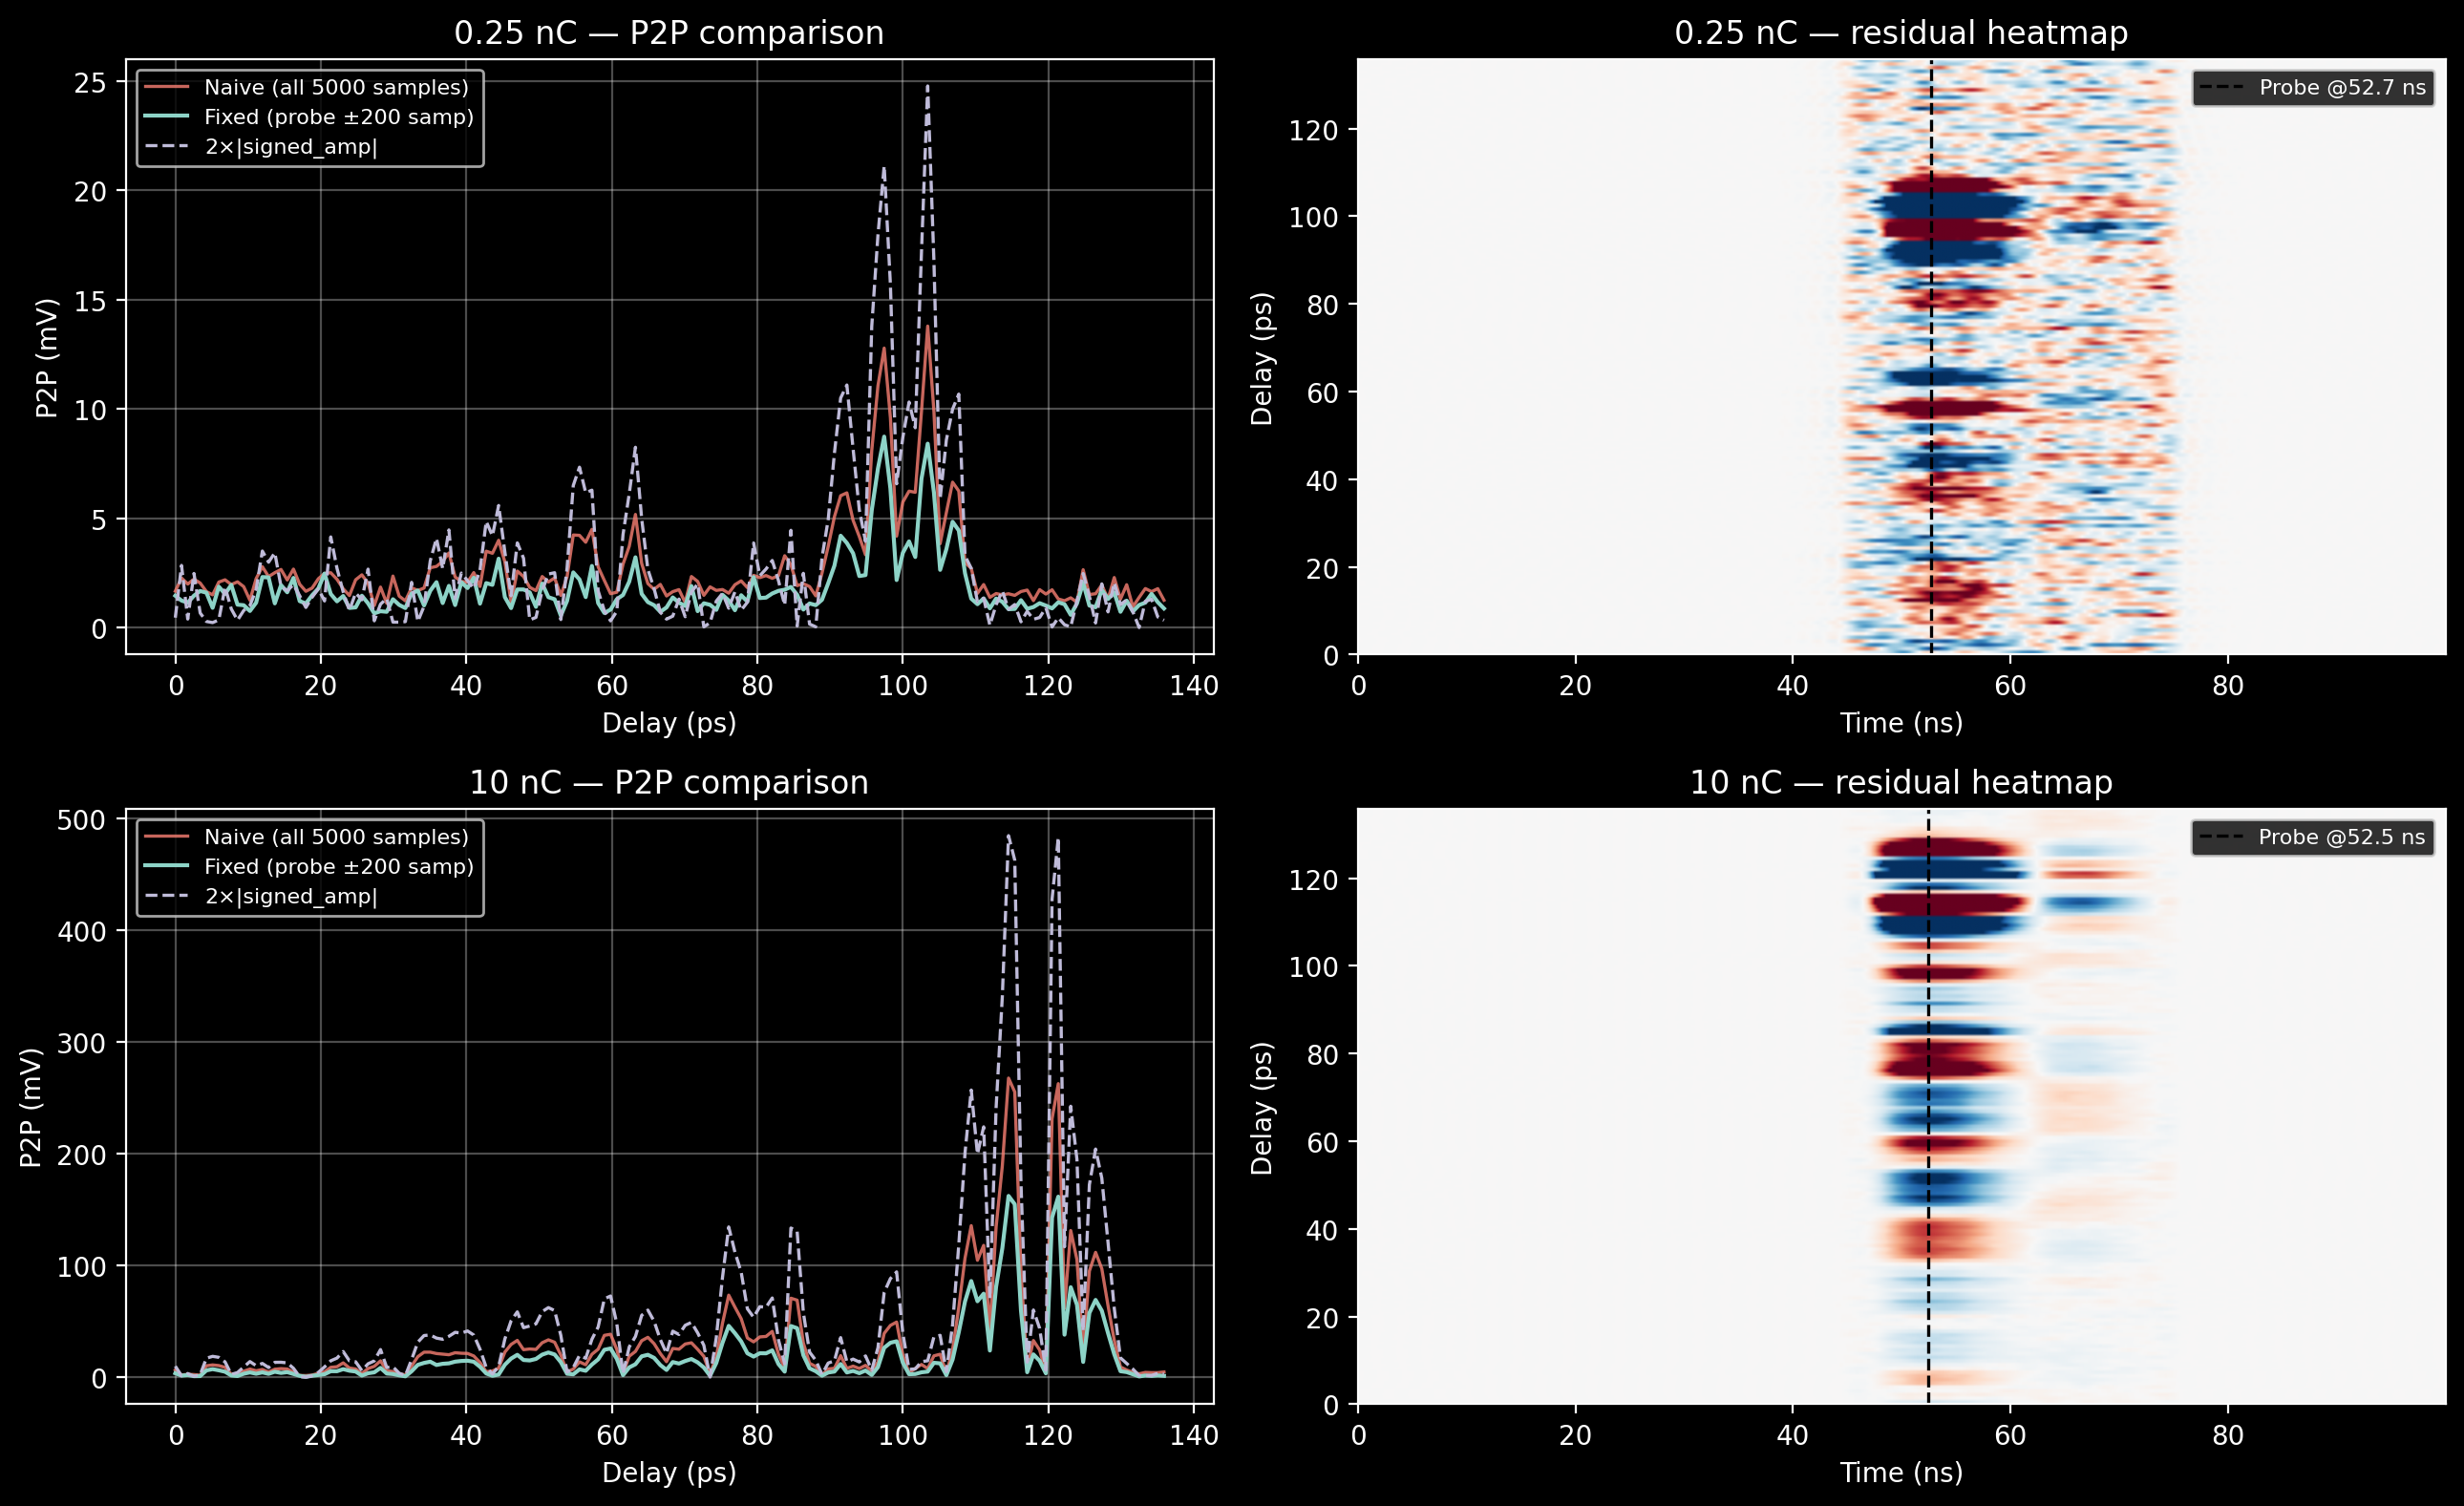 0.25 nC — P2P comparison
25
20
15
10
5
0
P2P (mV)
Naive (all 5000 samples)
Fixed (probe ±200 samp)
2×|signed_amp|
0 20 40 60 80 100 120 140
Delay (ps)
0.25 nC — residual heatmap
120
100
80
60
40
20
0
Delay (ps)
Probe @52.7 ns
0 20 40 60 80
Time (ns)
10 nC — P2P comparison
500
400
300
200
100
0
P2P (mV)
Naive (all 5000 samples)
Fixed (probe ±200 samp)
2×|signed_amp|
0 20 40 60 80 100 120 140
Delay (ps)
10 nC — residual heatmap
120
100
80
60
40
20
0
Delay (ps)
Probe @52.5 ns
0 20 40 60 80
Time (ns)